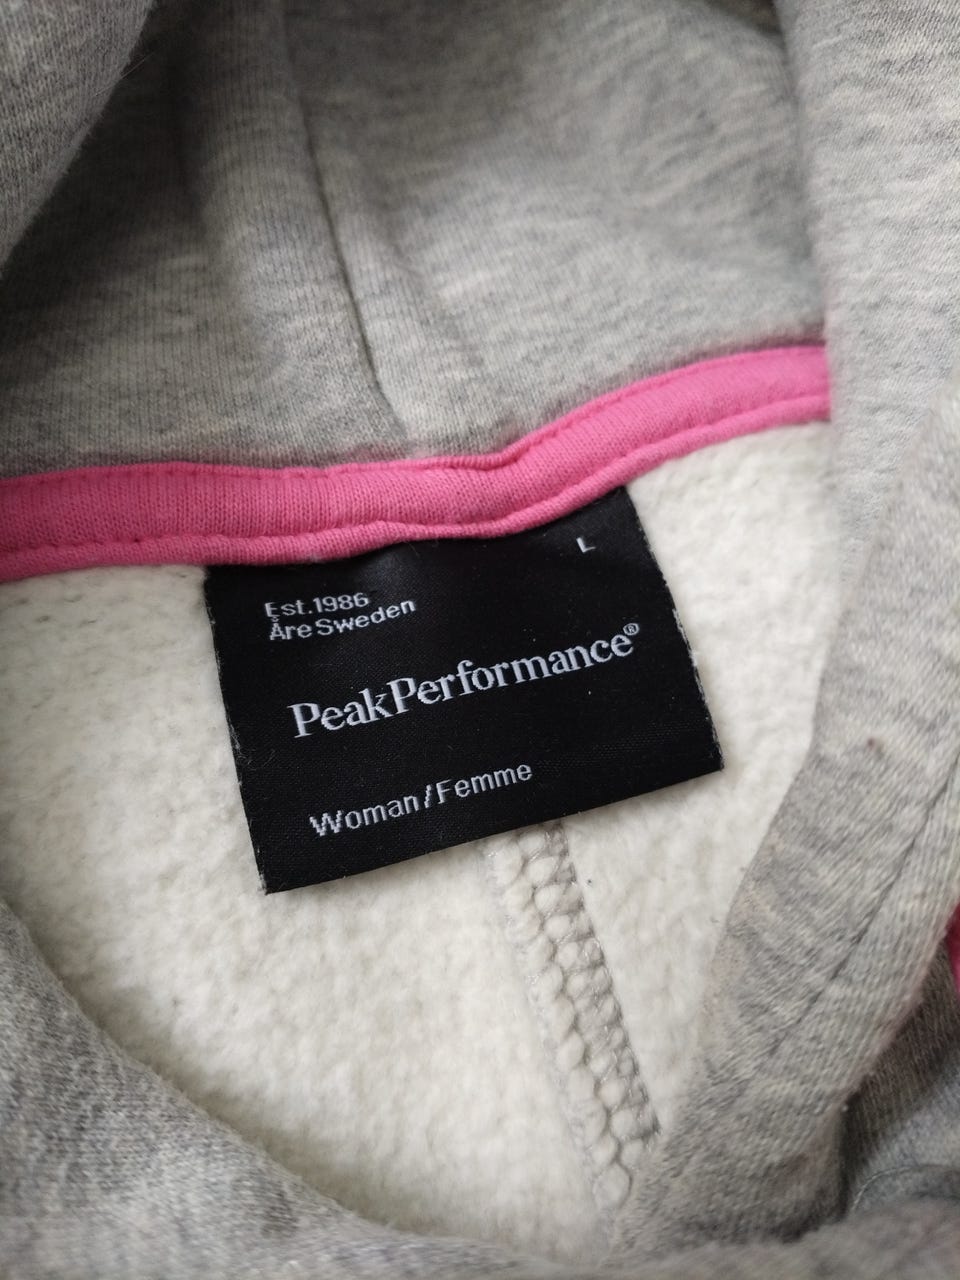 L
Est.1986
Åre Sweden
PeakPerformance®
Woman/Femme